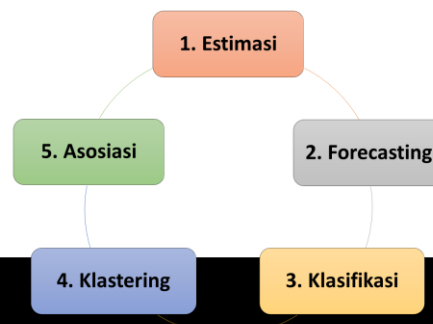 1. Estimasi
2. Forecasting
3. Klasifikasi
4. Klastering
5. Asosiasi